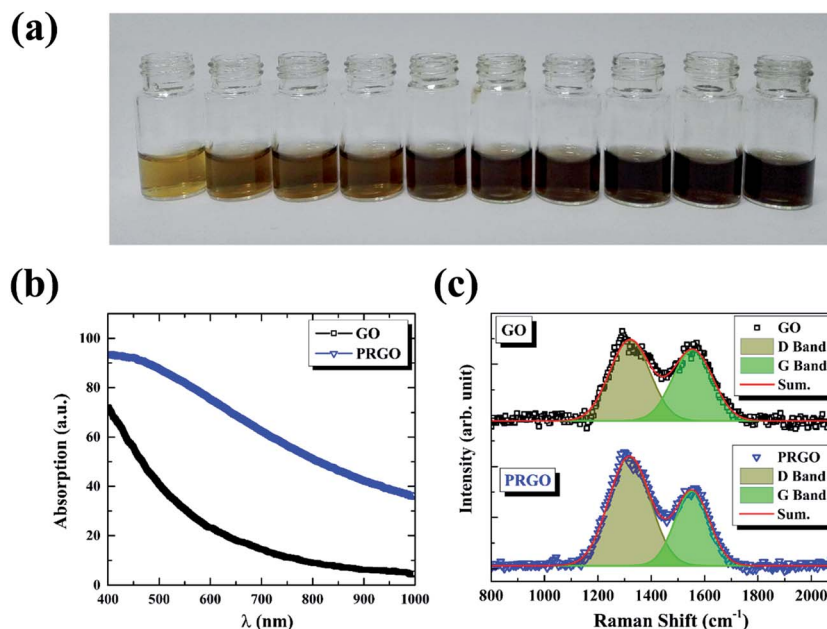 (a)
(b)
Absorption (a.u.)
100
80
60
40
20
0
400 500 600 700 800 900 1000
λ (nm)
GO
PRGO
(c)
Intensity (arb. unit)
GO
GO
D Band
G Band
Sum.
PRGO
PRGO
D Band
G Band
Sum.
800 1000 1200 1400 1600 1800 2000
Raman Shift (cm⁻¹)